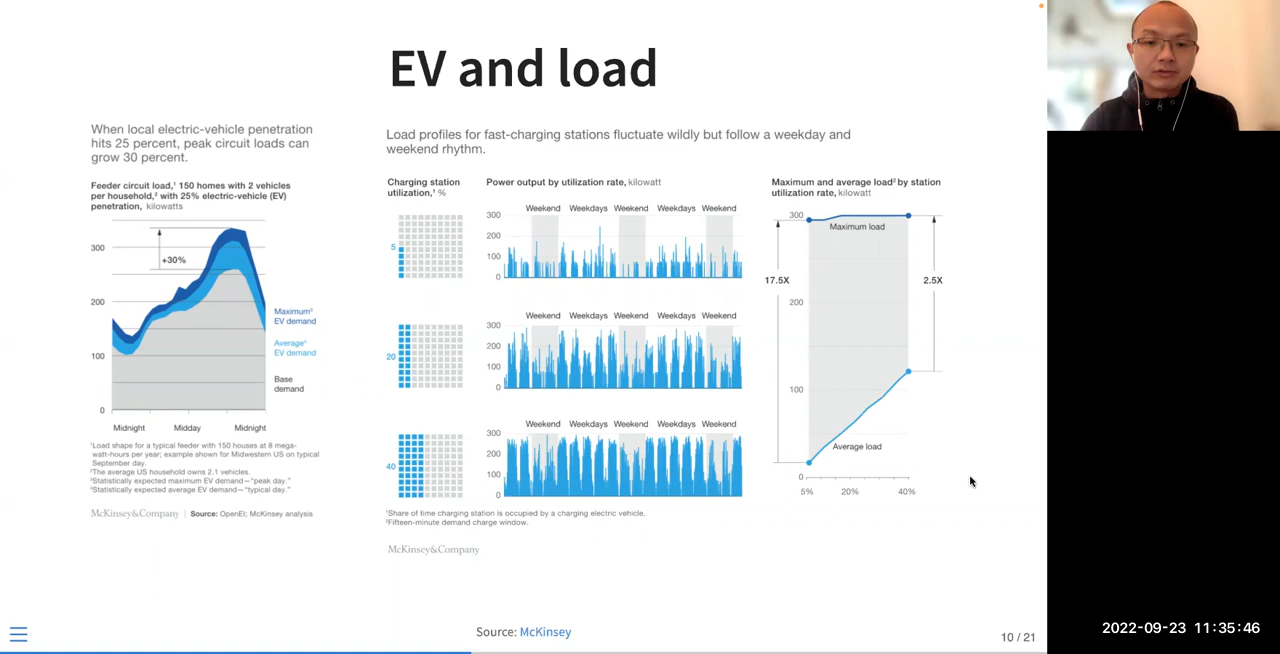 EV and load
When local electric-vehicle penetration
hits 25 percent, peak circuit loads can
grow 30 percent.
Feeder circuit load,¹ 150 homes with 2 vehicles
per household,² with 25% electric-vehicle (EV)
penetration, kilowatts
300
200
100
0
+30%
Maximum³
EV demand
Average⁴
EV demand
Base
demand
Midnight Midday Midnight
¹Load shape for a typical feeder with 150 houses at 8 mega-
watt-hours per year; example shown for Midwestern US on typical
September day.
²The average US household owns 2.1 vehicles.
³Statistically expected maximum EV demand—“peak day.”
⁴Statistically expected average EV demand—“typical day.”
McKinsey&Company | Source: OpenEI; McKinsey analysis
Load profiles for fast-charging stations fluctuate wildly but follow a weekday and
weekend rhythm.
Charging station
utilization,¹ %
5
20
40
Power output by utilization rate, kilowatt
Weekend Weekdays Weekend Weekdays Weekend
300
200
100
0
Weekend Weekdays Weekend Weekdays Weekend
300
200
100
0
Weekend Weekdays Weekend Weekdays Weekend
300
200
100
0
Maximum and average load² by station
utilization rate, kilowatt
300
Maximum load
17.5X
2.5X
200
100
Average load
0
5% 20% 40%
¹Share of time charging station is occupied by a charging electric vehicle.
²Fifteen-minute demand charge window.
McKinsey&Company
Source: McKinsey
10 / 21
2022-09-23 11:35:46